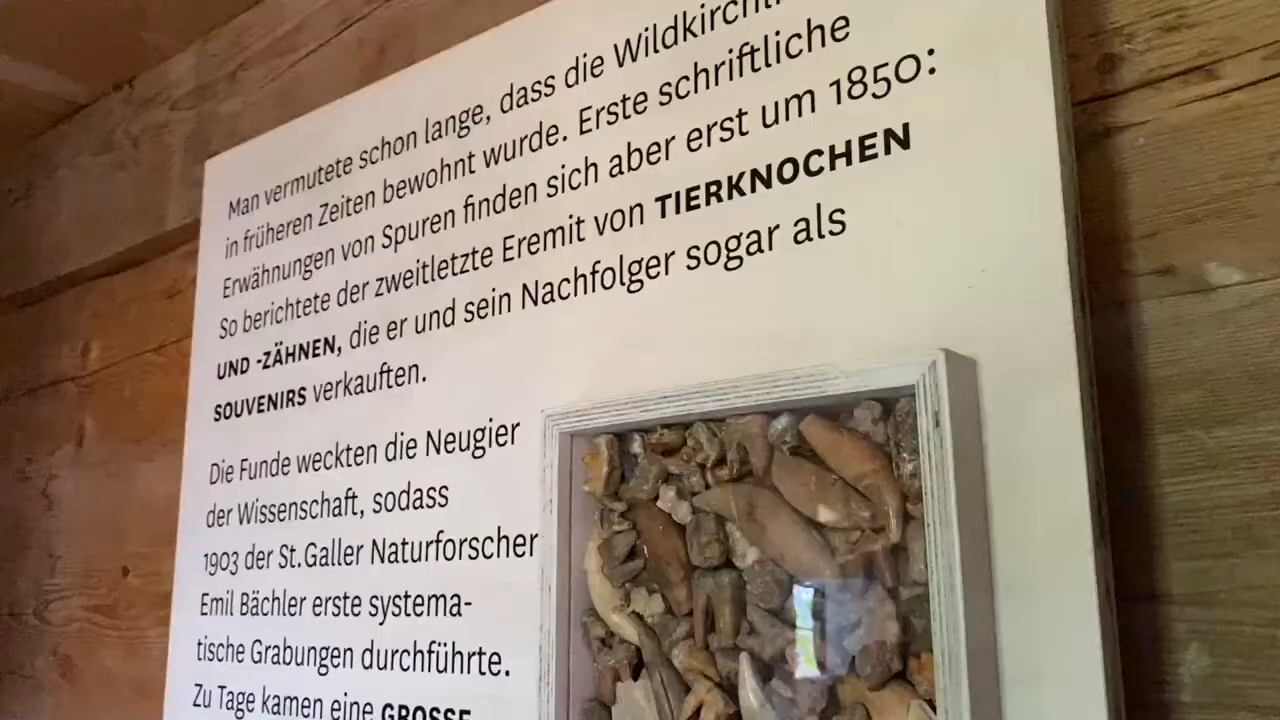 Man vermutete schon lange, dass die
in früheren Zeiten bewohnt wurde. Erste schriftliche
Erwähnungen von Spuren finden sich aber erst um 1850:
So berichtete der zweitletzte Eremit von TIERKNOCHEN
UND -ZÄHNEN, die er und sein Nachfolger sogar als
SOUVENIRS verkauften.
Die Funde weckten die Neugier
der Wissenschaft, sodass
1903 der St. Galler Naturforscher
Emil Bächler erste systema-
tische Grabungen durchführte.
Zu Tage kamen eine GROSSE